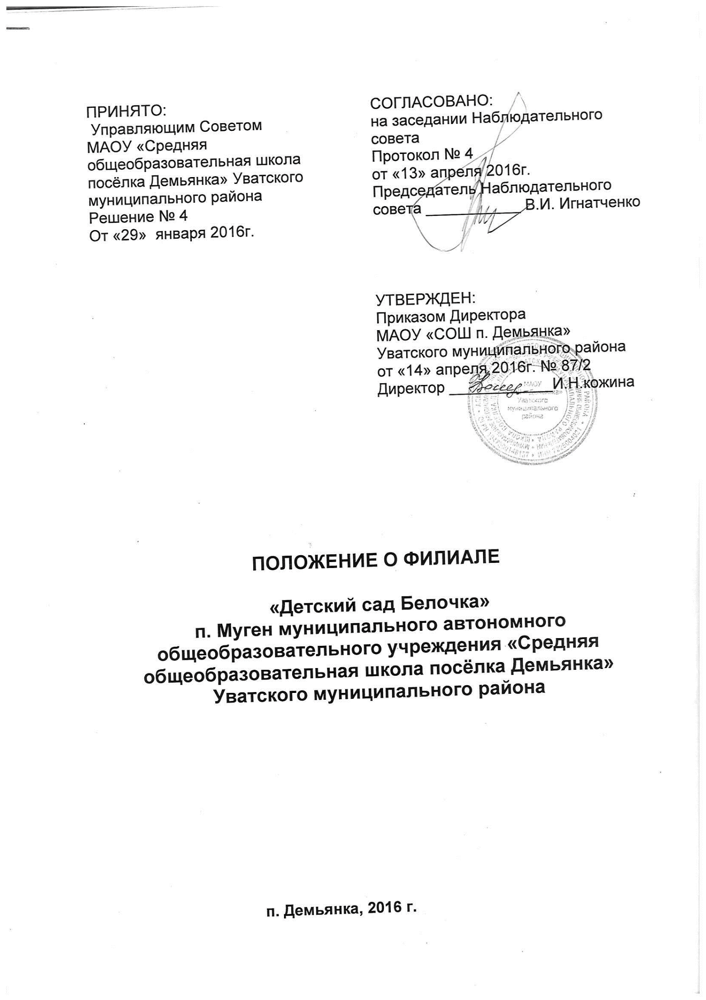 ПРИНЯТО:
Управляющим Советом
МАОУ «Средняя
общеобразовательная школа
посёлка Демьянка» Уватского
муниципального района
Решение № 4
От «29» января 2016г.
СОГЛАСОВАНО:
на заседании Наблюдательного
совета
Протокол № 4
от «13» апреля 2016г.
Председатель Наблюдательного
совета ____________ В.И. Игнатченко
УТВЕРЖДЕН:
Приказом Директора
МАОУ «СОШ п. Демьянка»
Уватского муниципального района
от «14» апреля 2016г. № 87/2
Директор ____________И.Н.кожина
МАОУ
Уватского
муниципального
района
ПОЛОЖЕНИЕ О ФИЛИАЛЕ
«Детский сад Белочка»
п. Муген муниципального автономного
общеобразовательного учреждения «Средняя
общеобразовательная школа посёлка Демьянка»
Уватского муниципального района
п. Демьянка, 2016 г.